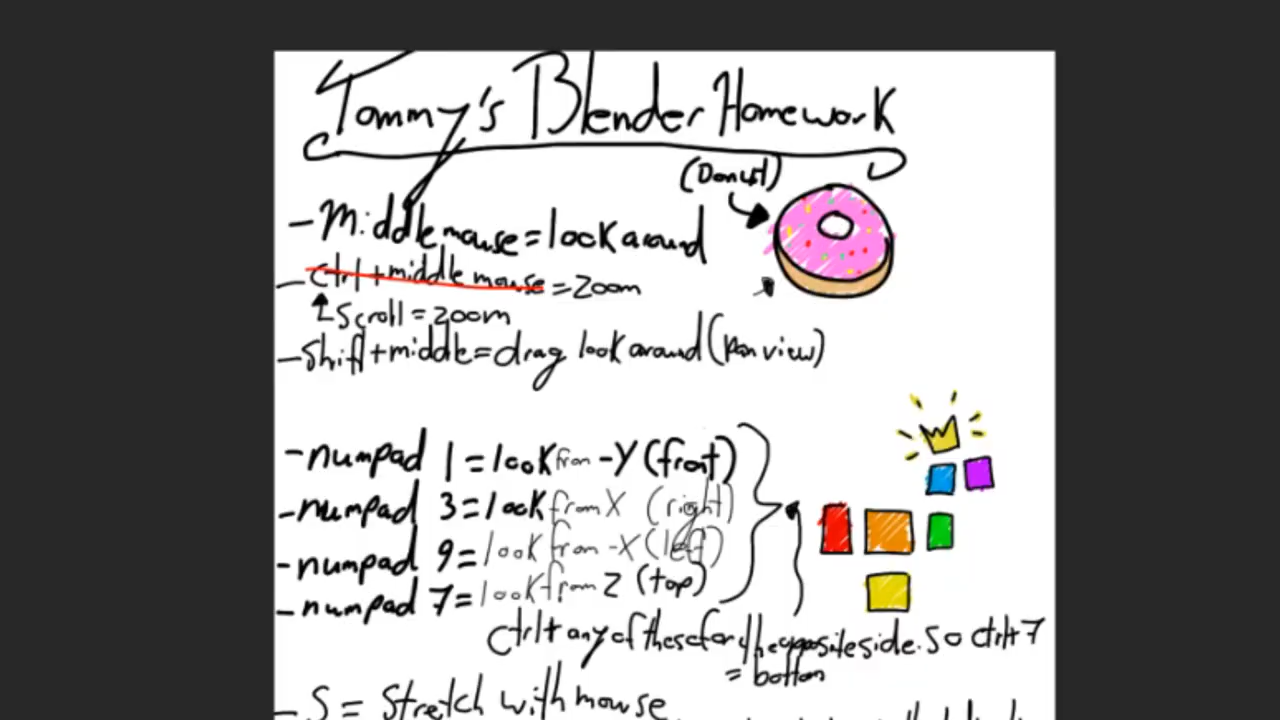 Tommy's Blender Homework
(Donut)
- Middle mouse = look around
- ctrl + middle mouse = zoom
Scroll = zoom
- Shift + middle = drag look around (Pan view)
- numpad 1 = look from -Y (front)
- numpad 3 = look from X (right)
- numpad 9 = look from -X (left)
- numpad 7 = look from Z (top)
ctrl + any of these for the opposite side. So ctrl + 7
= bottom
- S = Stretch with mouse